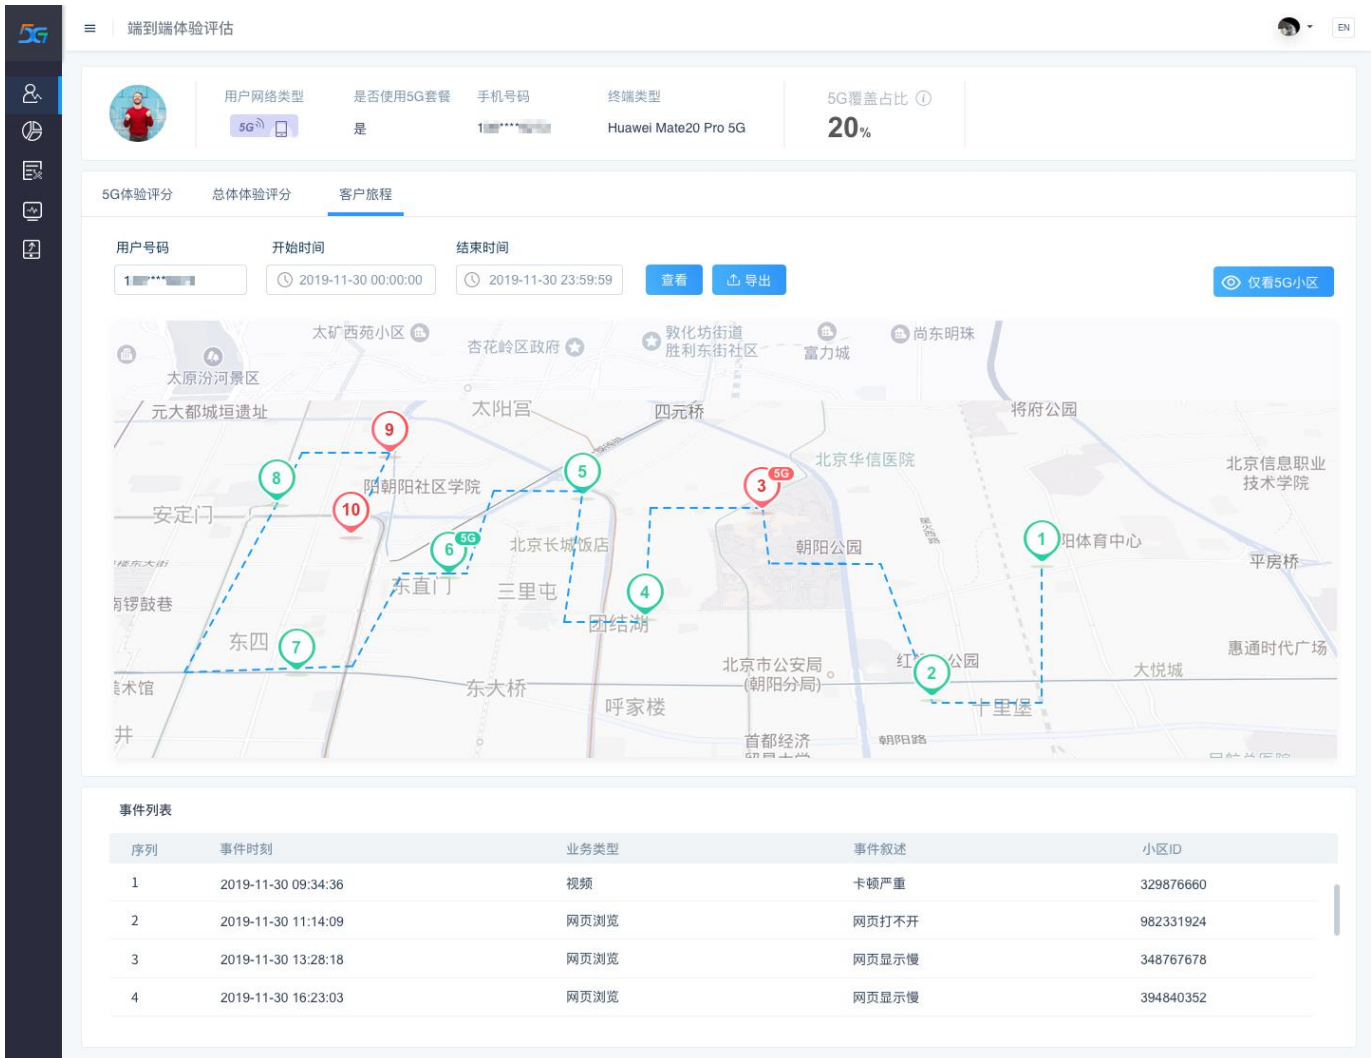 5G
端到端体验评估
EN
用户网络类型 是否使用5G套餐 手机号码 终端类型 5G覆盖占比
5G 是 1 **** Huawei Mate20 Pro 5G 20%
5G体验评分 总体体验评分 客户旅程
用户号码 开始时间 结束时间
1 **** 2019-11-30 00:00:00 2019-11-30 23:59:59 查看 导出 仅看5G小区
太矿西苑小区 敦化坊街道 尚东明珠
杏花岭区政府 胜利东街社区 富力城
太原汾河景区
元大都城垣遗址 太阳宫 四元桥 将府公园
9
北京华信医院 北京信息职业
8 5 3 5G 技术学院
朝阳社区学院
安定门 10
6 5G 北京长城饭店 朝阳公园 1 阳体育中心
平房桥
东直门 三里屯 4
南锣鼓巷 团结湖
东四 7 惠通时代广场
北京市公安局 红 公园 大悦城
(朝阳分局) 2
美术馆 东大桥
呼家楼 十里堡
井 首都经济 朝阳路
事件列表
序列 事件时刻 业务类型 事件叙述 小区ID
1 2019-11-30 09:34:36 视频 卡顿严重 329876660
2 2019-11-30 11:14:09 网页浏览 网页打不开 982331924
3 2019-11-30 13:28:18 网页浏览 网页显示慢 348767678
4 2019-11-30 16:23:03 网页浏览 网页显示慢 394840352